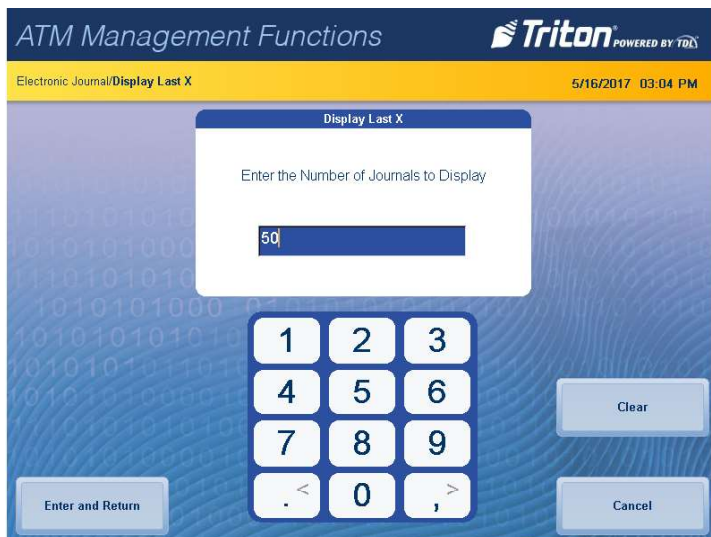 ATM Management Functions
Triton POWERED BY TDL
Electronic Journal/Display Last X
5/16/2017 03:04 PM
Display Last X
Enter the Number of Journals to Display
50
1 2 3
4 5 6
7 8 9
. < 0 , >
Clear
Enter and Return
Cancel